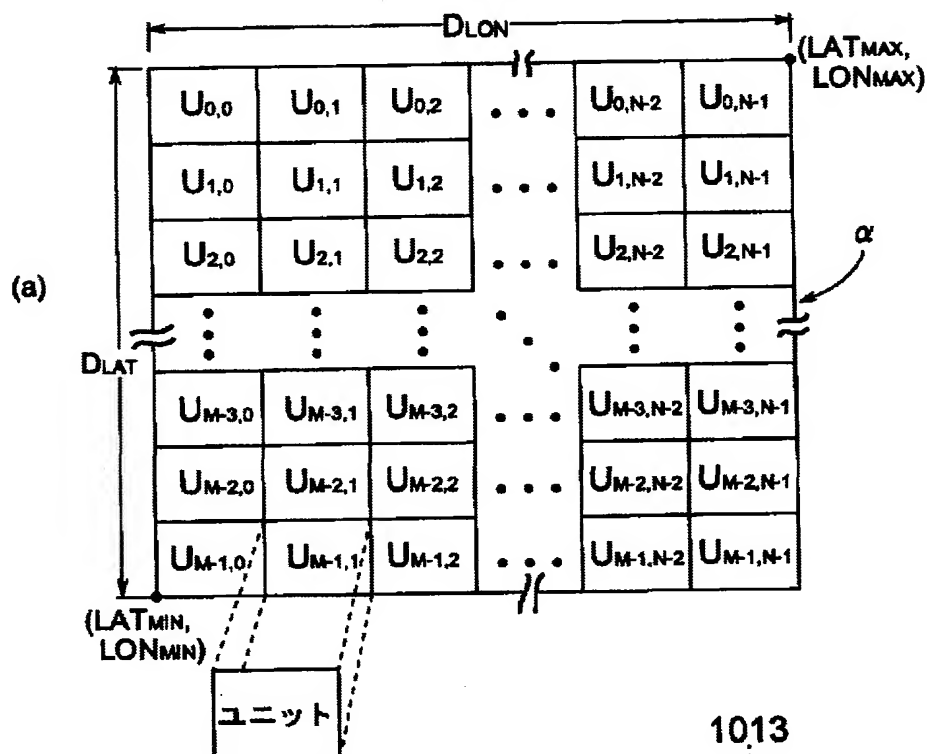 DLON
(LATMAX,
LONMAX)
U0,0 U0,1 U0,2 ... U0,N-2 U0,N-1
U1,0 U1,1 U1,2 ... U1,N-2 U1,N-1
U2,0 U2,1 U2,2 ... U2,N-2 U2,N-1
α
(a)
DLAT
UM-3,0 UM-3,1 UM-3,2 ... UM-3,N-2 UM-3,N-1
UM-2,0 UM-2,1 UM-2,2 ... UM-2,N-2 UM-2,N-1
UM-1,0 UM-1,1 UM-1,2 ... UM-1,N-2 UM-1,N-1
(LATMIN,
LONMIN)
ユニット
1013